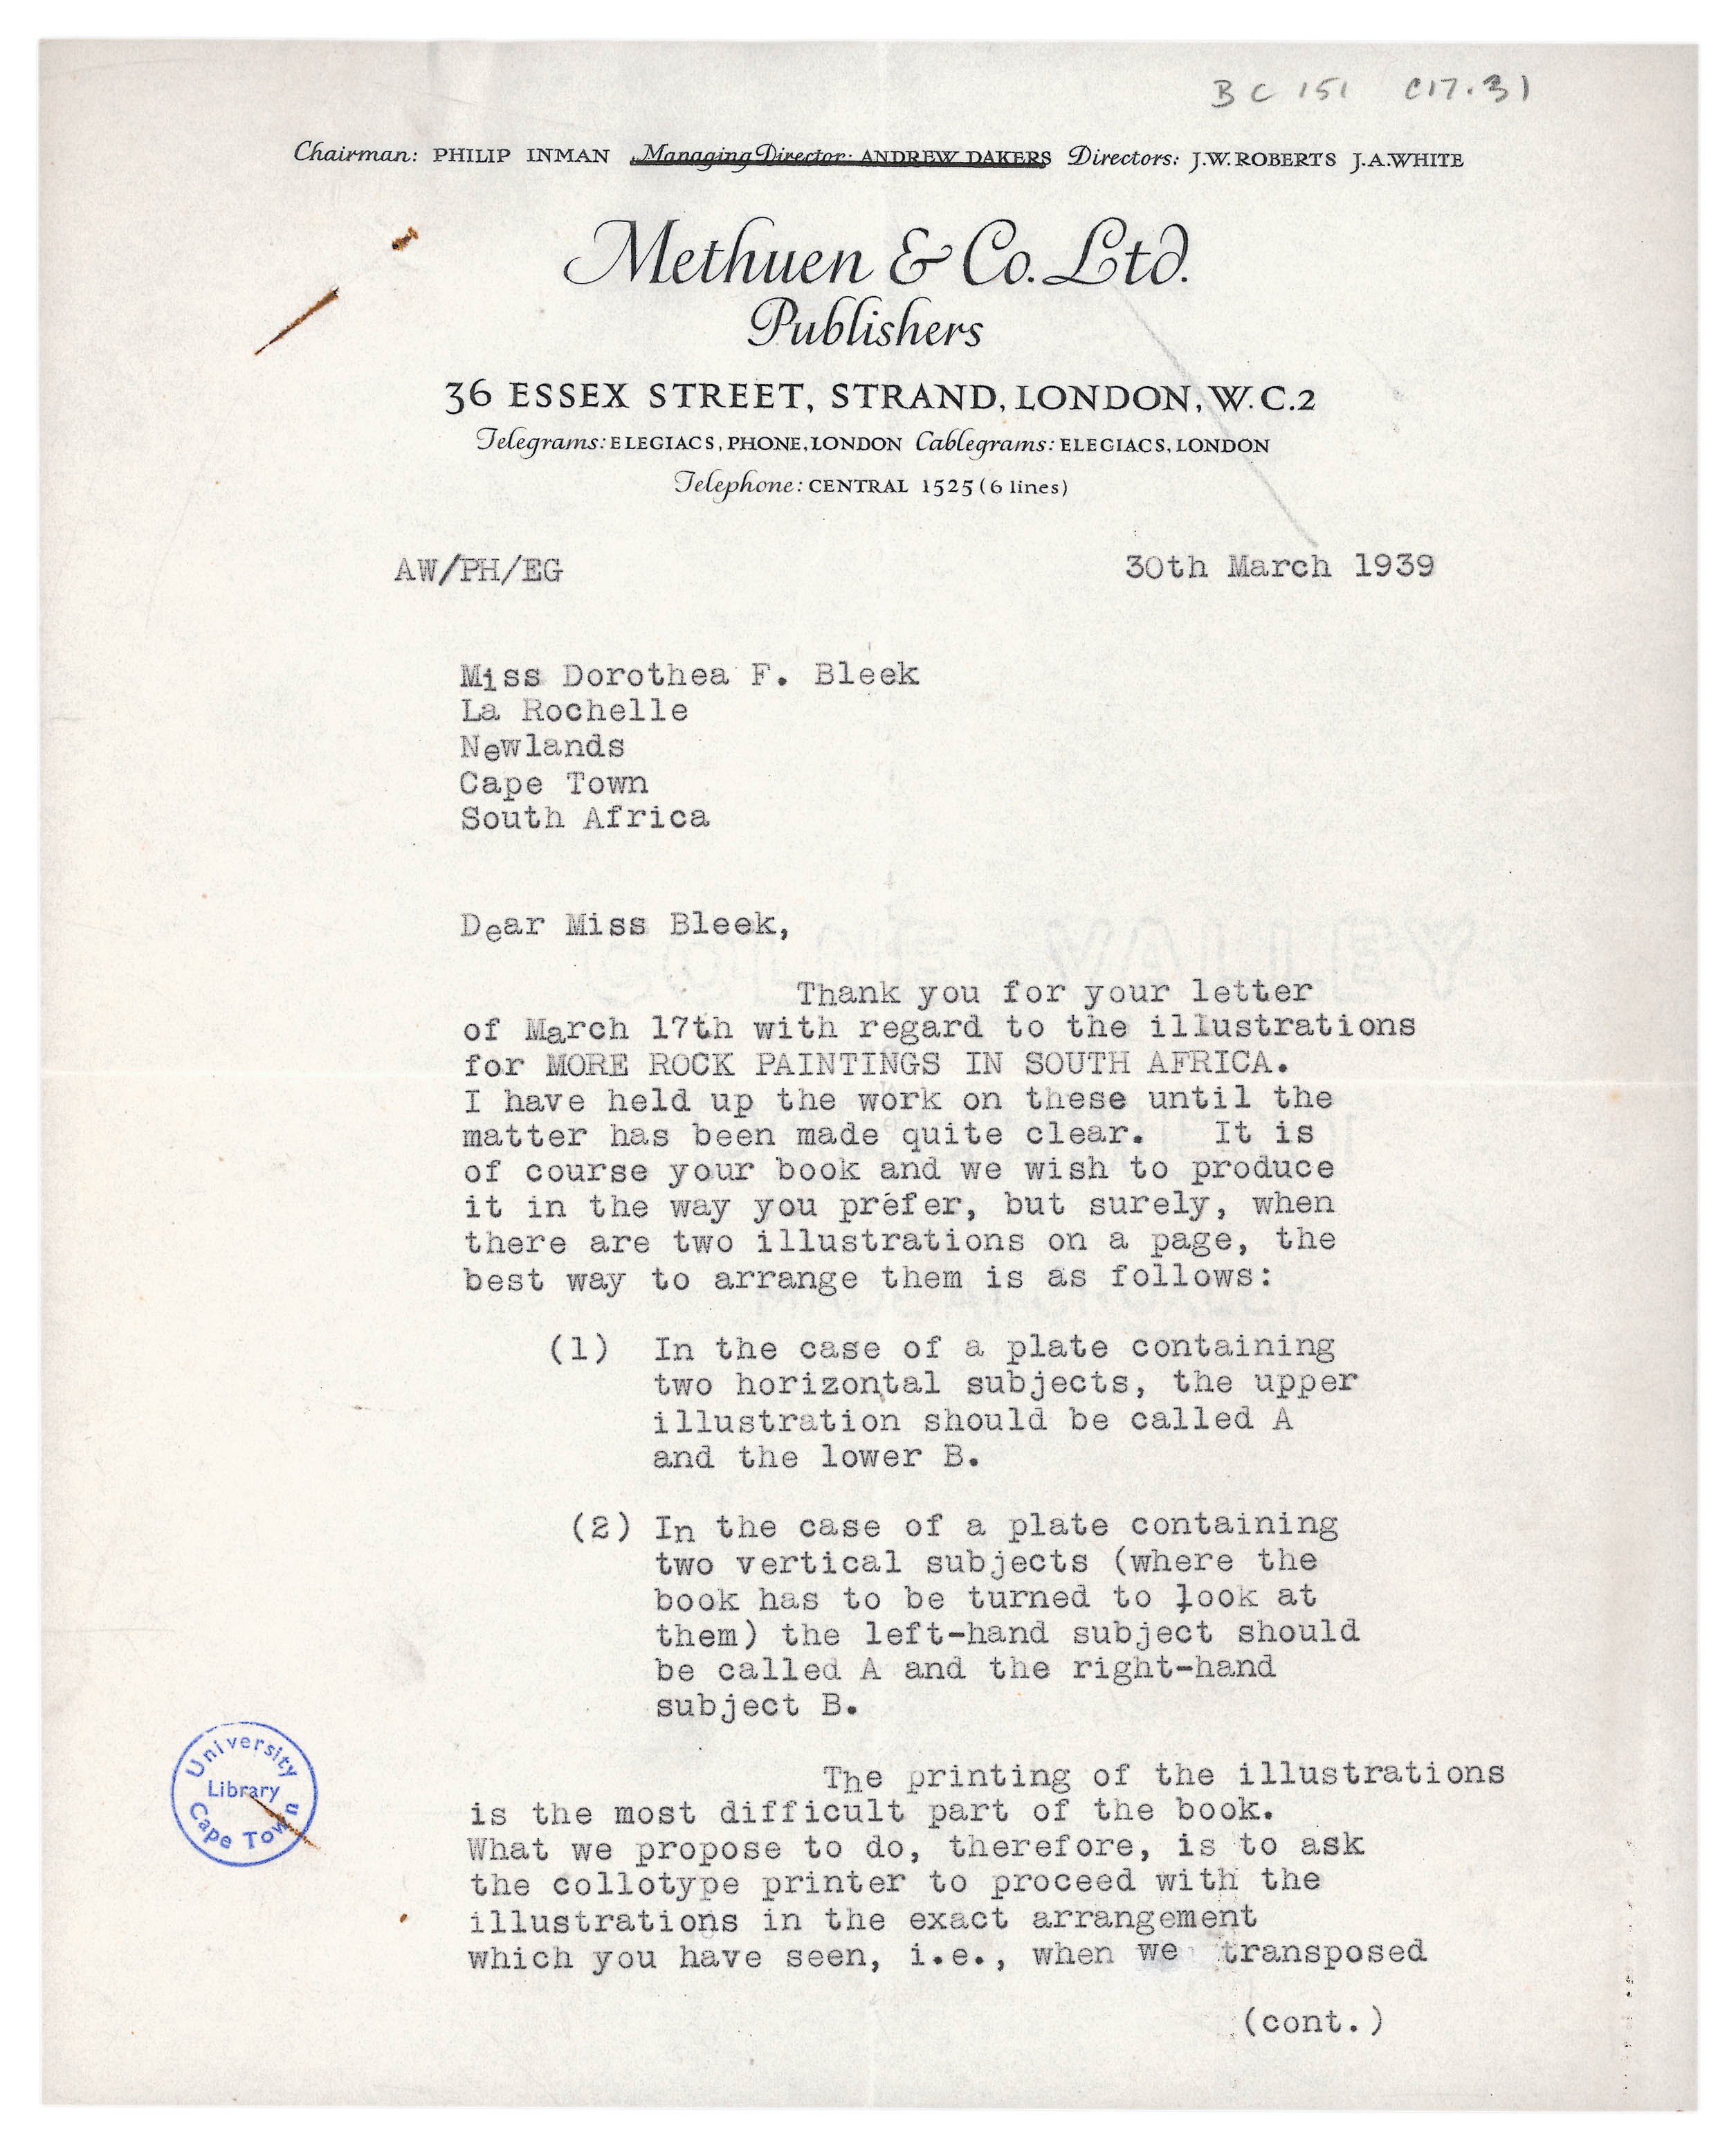 BC 151 C17.31
Chairman: PHILIP INMAN Managing Director: ANDREW DAKERS Directors: J.W. ROBERTS J.A. WHITE
Methuen & Co. Ltd.
Publishers
36 ESSEX STREET, STRAND, LONDON, W.C.2
Telegrams: ELEGIACS, PHONE, LONDON Cablegrams: ELEGIACS, LONDON
Telephone: CENTRAL 1525 (6 lines)
AW/PH/EG 30th March 1939
Miss Dorothea F. Bleek
La Rochelle
Newlands
Cape Town
South Africa
Dear Miss Bleek,
Thank you for your letter
of March 17th with regard to the illustrations
for MORE ROCK PAINTINGS IN SOUTH AFRICA.
I have held up the work on these until the
matter has been made quite clear. It is
of course your book and we wish to produce
it in the way you prefer, but surely, when
there are two illustrations on a page, the
best way to arrange them is as follows:
(1) In the case of a plate containing
two horizontal subjects, the upper
illustration should be called A
and the lower B.
(2) In the case of a plate containing
two vertical subjects (where the
book has to be turned to look at
them) the left-hand subject should
be called A and the right-hand
subject B.
The printing of the illustrations
is the most difficult part of the book.
What we propose to do, therefore, is to ask
the collotype printer to proceed with the
illustrations in the exact arrangement
which you have seen, i.e., when we transposed
(cont.)
University
Library
Cape Town